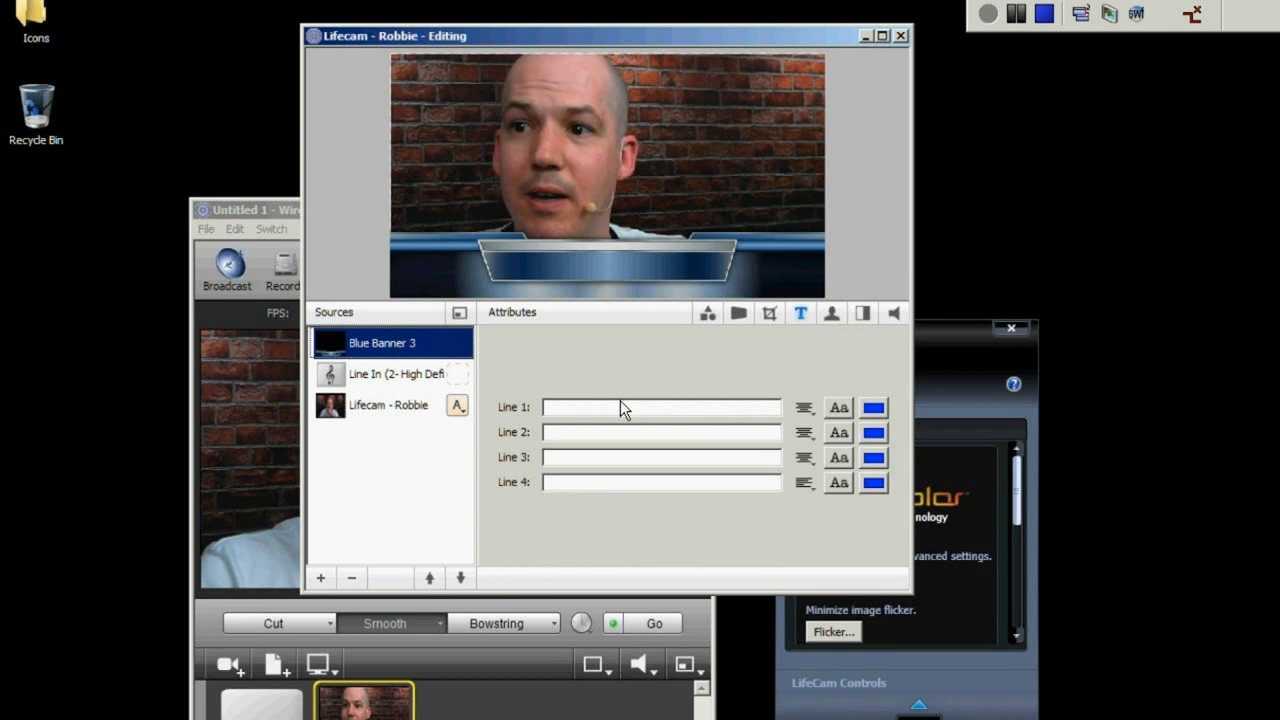 Icons
Recycle Bin
Lifecam - Robbie - Editing
Untitled 1 - Wir
File Edit Switch
Broadcast Record
FPS:
Sources
Attributes
T
Blue Banner 3
Line In (2- High Defi
Lifecam - Robbie
A
Line 1: Aa
Line 2: Aa
Line 3: Aa
Line 4: Aa
Cut Smooth Bowstring Go
?
olor
nology
vanced settings.
Minimize image flicker.
Flicker...
LifeCam Controls